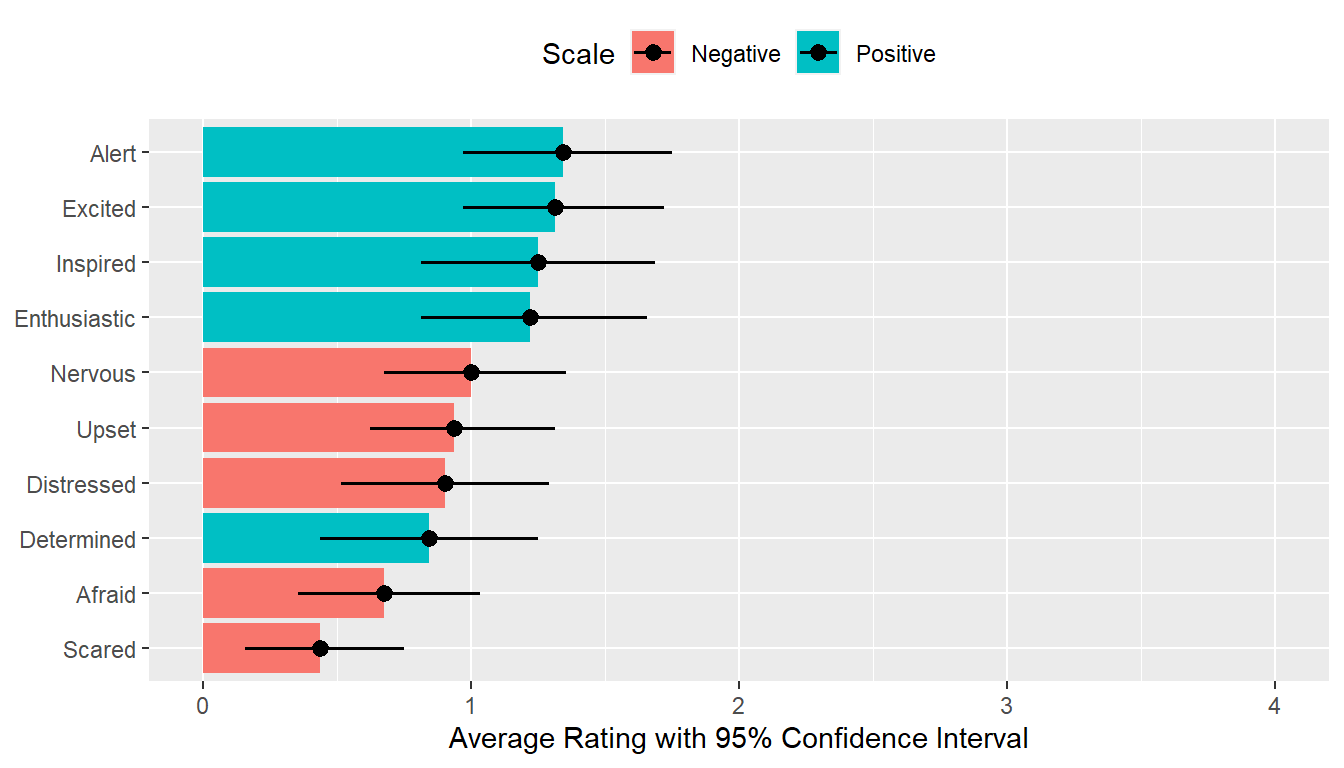 Scale Negative Positive
Alert
Excited
Inspired
Enthusiastic
Nervous
Upset
Distressed
Determined
Afraid
Scared
0 1 2 3 4
Average Rating with 95% Confidence Interval